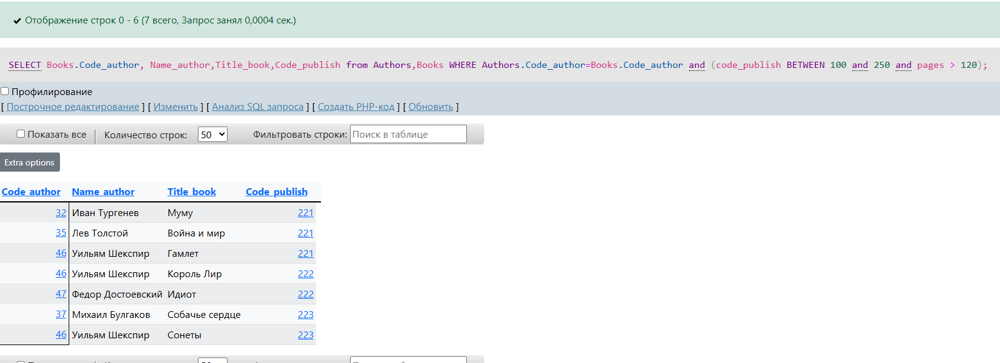 Отображение строк 0 - 6 (7 всего, Запрос занял 0,0004 сек.)
SELECT Books.Code_author, Name_author,Title_book,Code_publish from Authors,Books WHERE Authors.Code_author=Books.Code_author and (code_publish BETWEEN 100 and 250 and pages > 120);
Профилирование
[ Построчное редактирование ] [ Изменить ] [ Анализ SQL запроса ] [ Создать PHP-код ] [ Обновить ]
Показать все Количество строк: 50 Фильтровать строки: Поиск в таблице
Extra options
Code_author Name_author Title_book Code_publish
32 Иван Тургенев Муму 221
35 Лев Толстой Война и мир 221
46 Уильям Шекспир Гамлет 221
46 Уильям Шекспир Король Лир 222
47 Федор Достоевский Идиот 222
37 Михаил Булгаков Собачье сердце 223
46 Уильям Шекспир Сонеты 223